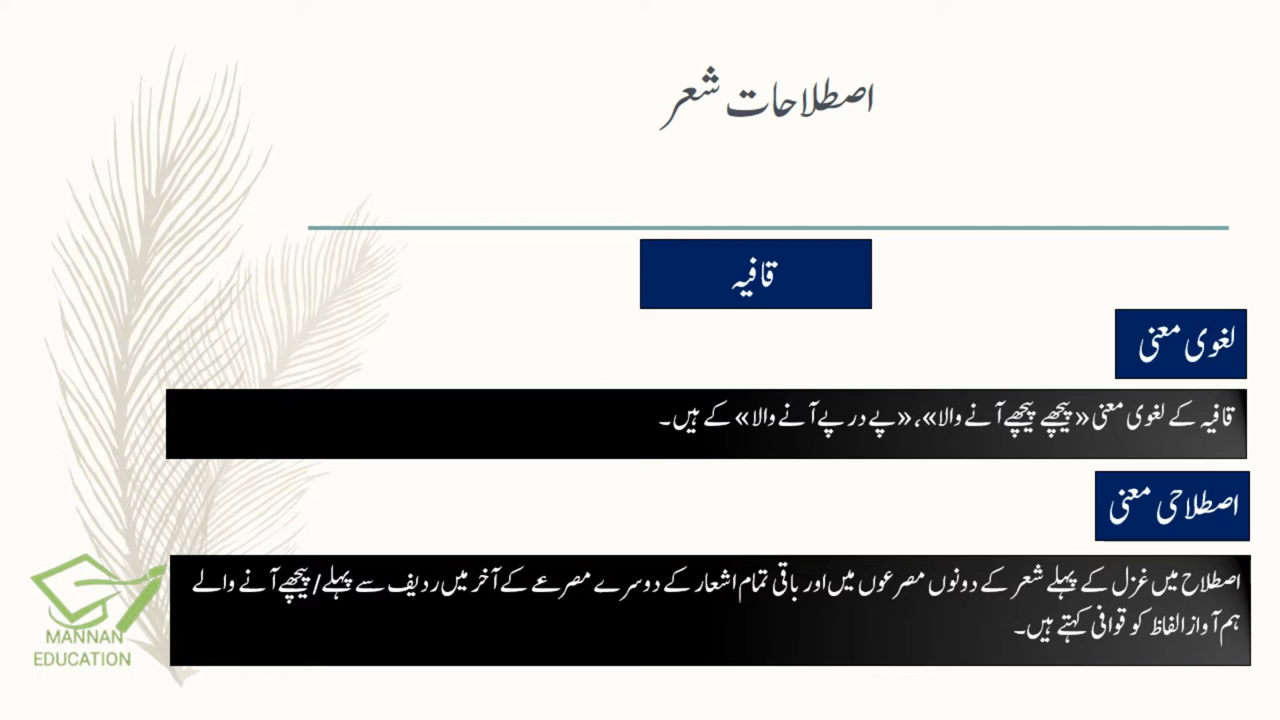 اصطلاحات شعر
قافیہ
لغوی معنی
قافیہ کے لغوی معنی «پیچھے پیچھے آنے والا»، «پے در پے آنے والا» کے ہیں۔
اصطلاحی معنی
اصطلاح میں غزل کے پہلے شعر کے دونوں مصرعوں میں اور باقی تمام اشعار کے دوسرے مصرعے کے آخر میں ردیف سے پہلے/پیچھے آنے والے
ہم آواز الفاظ کو قوافی کہتے ہیں۔
MANNAN
EDUCATION